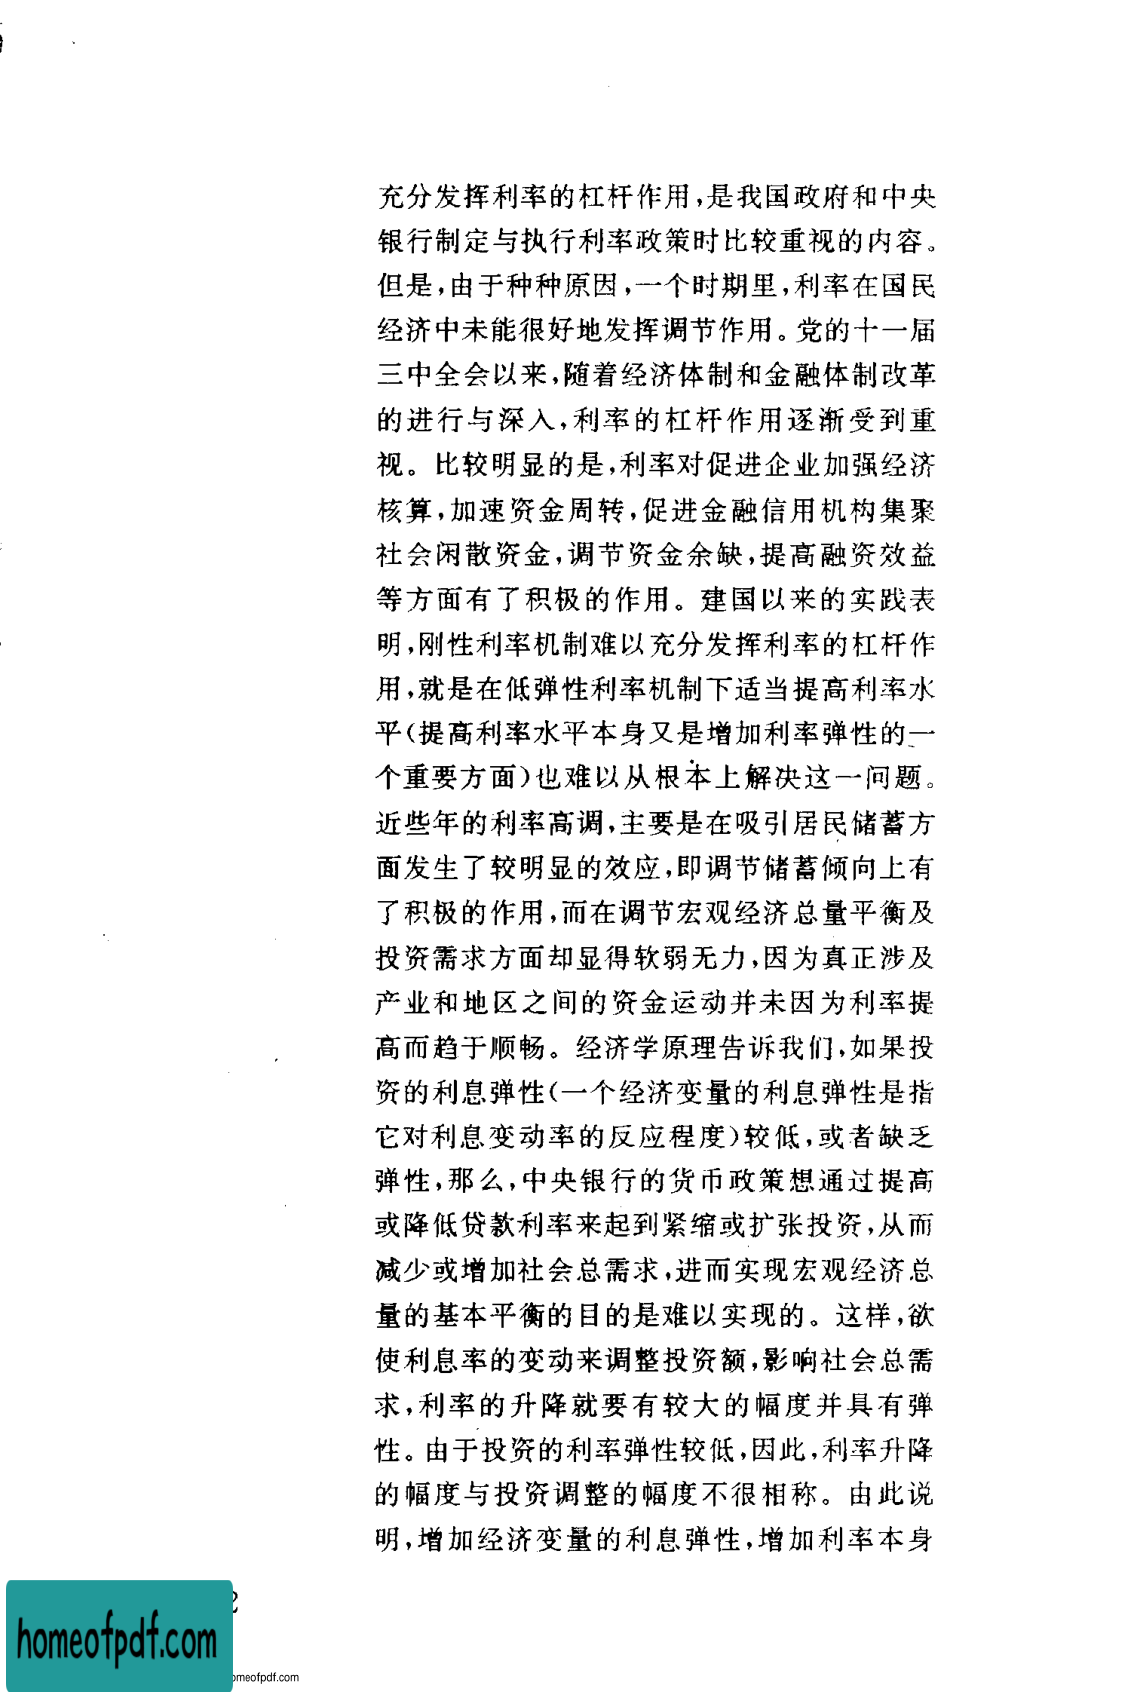 充分发挥利率的杠杆作用,是我国政府和中央
银行制定与执行利率政策时比较重视的内容。
但是,由于种种原因,一个时期里,利率在国民
经济中未能很好地发挥调节作用。党的十一届
三中全会以来,随着经济体制和金融体制改革
的进行与深入,利率的杠杆作用逐渐受到重
视。比较明显的是,利率对促进企业加强经济
核算,加速资金周转,促进金融信用机构集聚
社会闲散资金,调节资金余缺,提高融资效益
等方面有了积极的作用。建国以来的实践表
明,刚性利率机制难以充分发挥利率的杠杆作
用,就是在低弹性利率机制下适当提高利率水
平(提高利率水平本身又是增加利率弹性的一
个重要方面)也难以从根本上解决这一问题。
近些年的利率高调,主要是在吸引居民储蓄方
面发生了较明显的效应,即调节储蓄倾向上有
了积极的作用,而在调节宏观经济总量平衡及
投资需求方面却显得软弱无力,因为真正涉及
产业和地区之间的资金运动并未因为利率提
高而趋于顺畅。经济学原理告诉我们,如果投
资的利息弹性(一个经济变量的利息弹性是指
它对利息变动率的反应程度)较低,或者缺乏
弹性,那么,中央银行的货币政策想通过提高
或降低贷款利率来起到紧缩或扩张投资,从而
减少或增加社会总需求,进而实现宏观经济总
量的基本平衡的目的是难以实现的。这样,欲
使利息率的变动来调整投资额,影响社会总需
求,利率的升降就要有较大的幅度并具有弹
性。由于投资的利率弹性较低,因此,利率升降
的幅度与投资调整的幅度不很相称。由此说
明,增加经济变量的利息弹性,增加利率本身
2
homeofpdf.com
omeofpdf.com